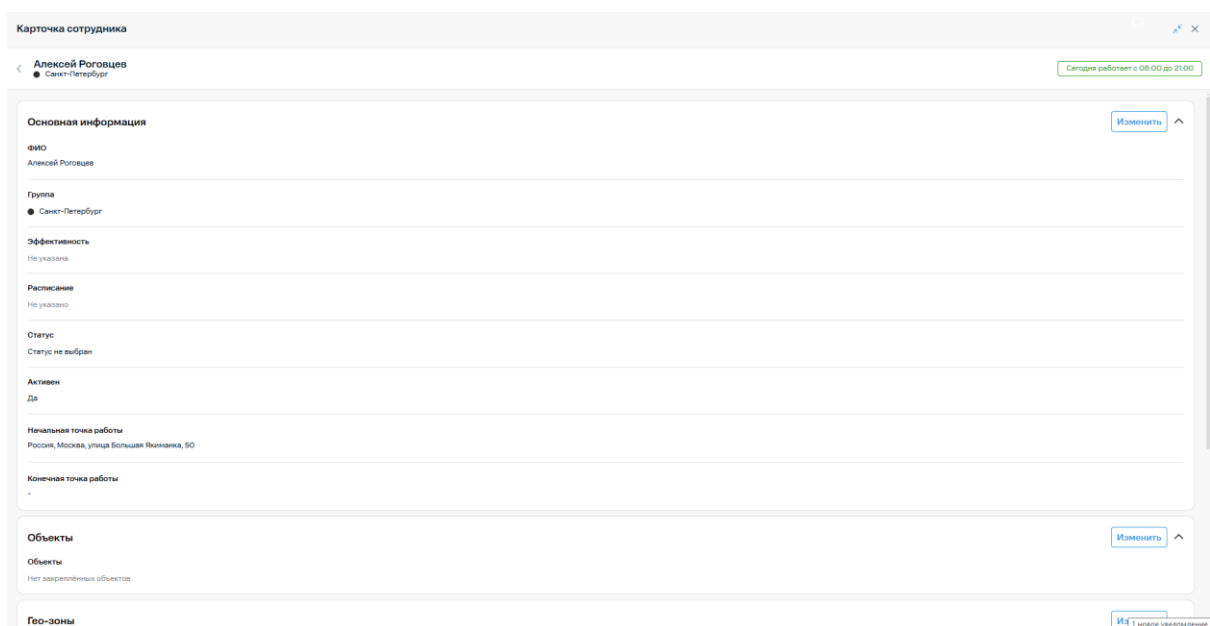 Карточка сотрудника
Алексей Роговцев
Санкт-Петербург
Сегодня работает с 08:00 до 21:00
Основная информация
Изменить
ФИО
Алексей Роговцев
Группа
Санкт-Петербург
Эффективность
Не указана
Расписание
Не указано
Статус
Статус не выбран
Активен
Да
Начальная точка работы
Россия, Москва, улица Большая Якиманка, 50
Конечная точка работы
-
Объекты
Изменить
Объекты
Нет закреплённых объектов
Гео-зоны
1 новое уведомление